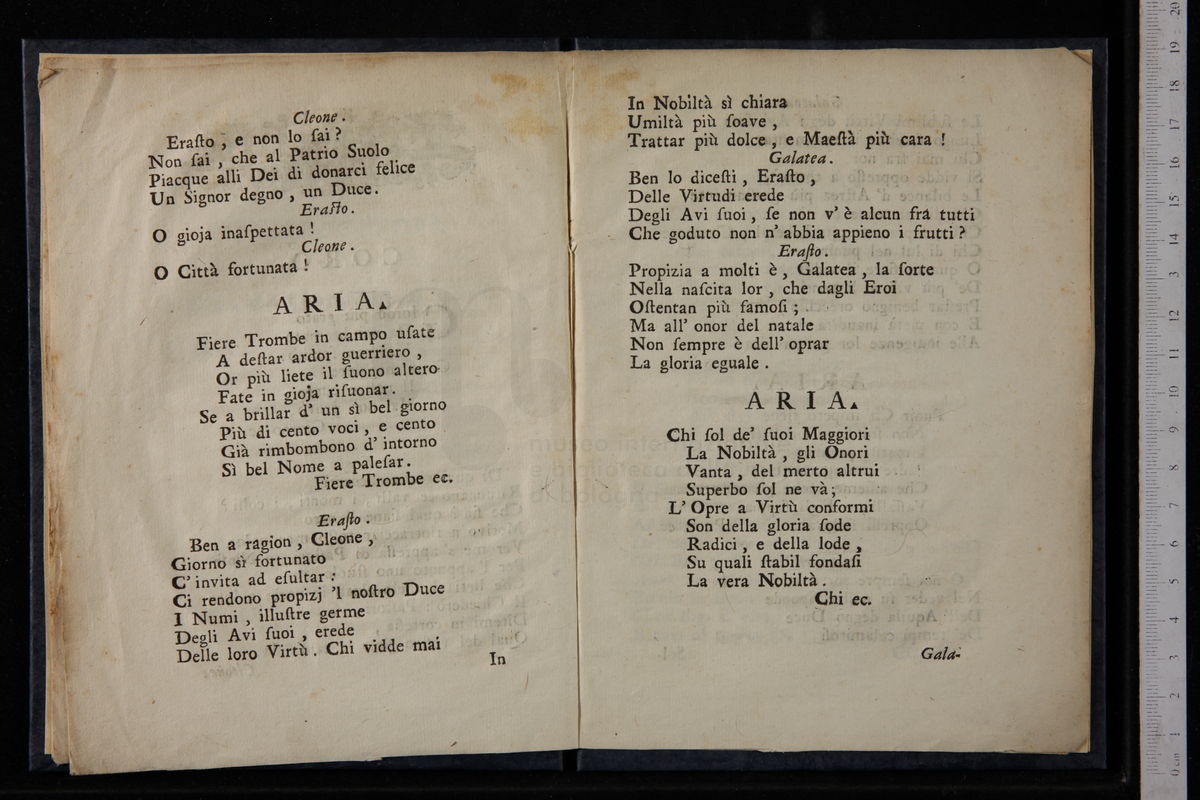 Cleone.
Eraſto, e non lo ſai?
Non ſai, che al Patrio Suolo
Piacque alli Dei di donarci felice
Un Signor degno, un Duce.
Eraſto.
O gioja inaſpettata!
Cleone.
O Città fortunata!
ARIA.
Fiere Trombe in campo uſate
A deſtar ardor guerriero,
Or più liete il ſuono altero
Fate in gioja riſuonar.
Se a brillar d' un sì bel giorno
Più di cento voci, e cento
Già rimbombono d' intorno
Sì bel Nome a paleſar.
Fiere Trombe ec.
Eraſto.
Ben a ragion, Cleone,
Giorno sì fortunato
C' invita ad eſultar:
Ci rendono propizj 'l noſtro Duce
I Numi, illuſtre germe
Degli Avi ſuoi, erede
Delle loro Virtù. Chi vidde mai
In
In Nobiltà sì chiara
Umiltà più ſoave,
Trattar più dolce, e Maeſtà più cara!
Galatea.
Ben lo diceſti, Eraſto,
Delle Virtudi erede
Degli Avi ſuoi, ſe non v' è alcun frà tutti
Che goduto non n' abbia appieno i frutti?
Eraſto.
Propizia a molti è, Galatea, la ſorte
Nella naſcita lor, che dagli Eroi
Oſtentan più famoſi;
Ma all' onor del natale
Non ſempre è dell' oprar
La gloria eguale.
ARIA.
Chi ſol de' ſuoi Maggiori
La Nobiltà, gli Onori
Vanta, del merto altrui
Superbo ſol ne và;
L' Opre a Virtù conformi
Son della gloria ſode
Radici, e della lode,
Su quali ſtabil fondaſi
La vera Nobiltà.
Chi ec.
Gala-